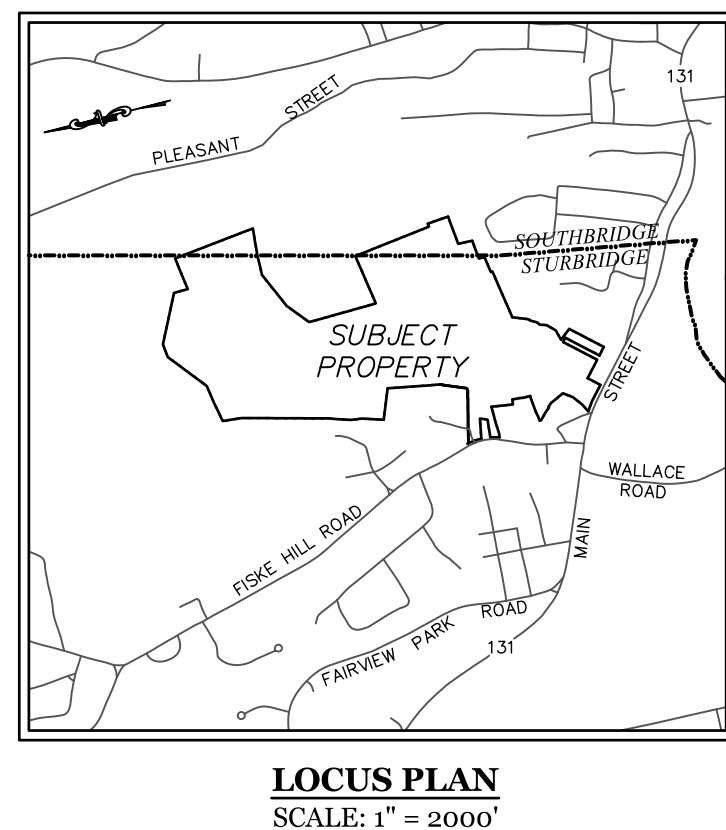 131
STREET
PLEASANT
SOUTHBRIDGE
STURBRIDGE
SUBJECT
PROPERTY
STREET
WALLACE
ROAD
MAIN
FISKE HILL ROAD
FAIRVIEW PARK ROAD
131
LOCUS PLAN
SCALE: 1" = 2000'